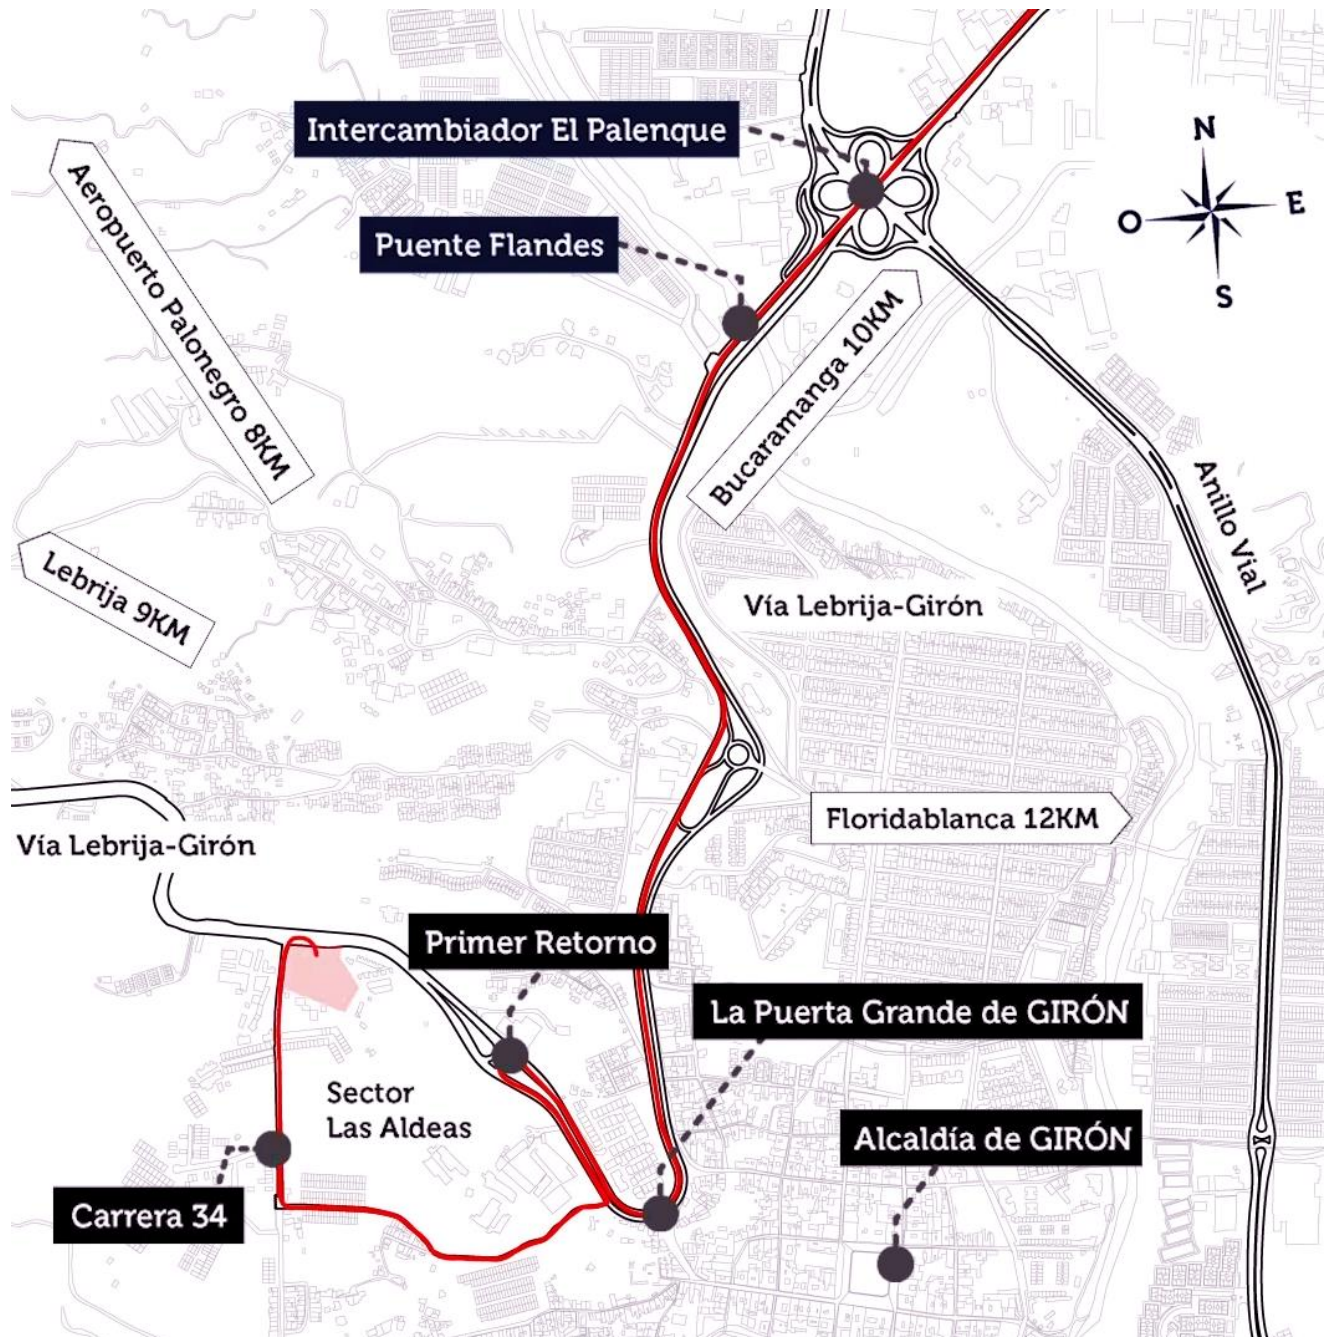 Intercambiador El Palenque
N
O
E
S
Puente Flandes
Aeropuerto Palonegro 8KM
Bucaramanga 10KM
Anillo Vial
Lebrija 9KM
Vía Lebrija-Girón
Floridablanca 12KM
Vía Lebrija-Girón
Primer Retorno
La Puerta Grande de GIRÓN
Sector
Las Aldeas
Alcaldía de GIRÓN
Carrera 34